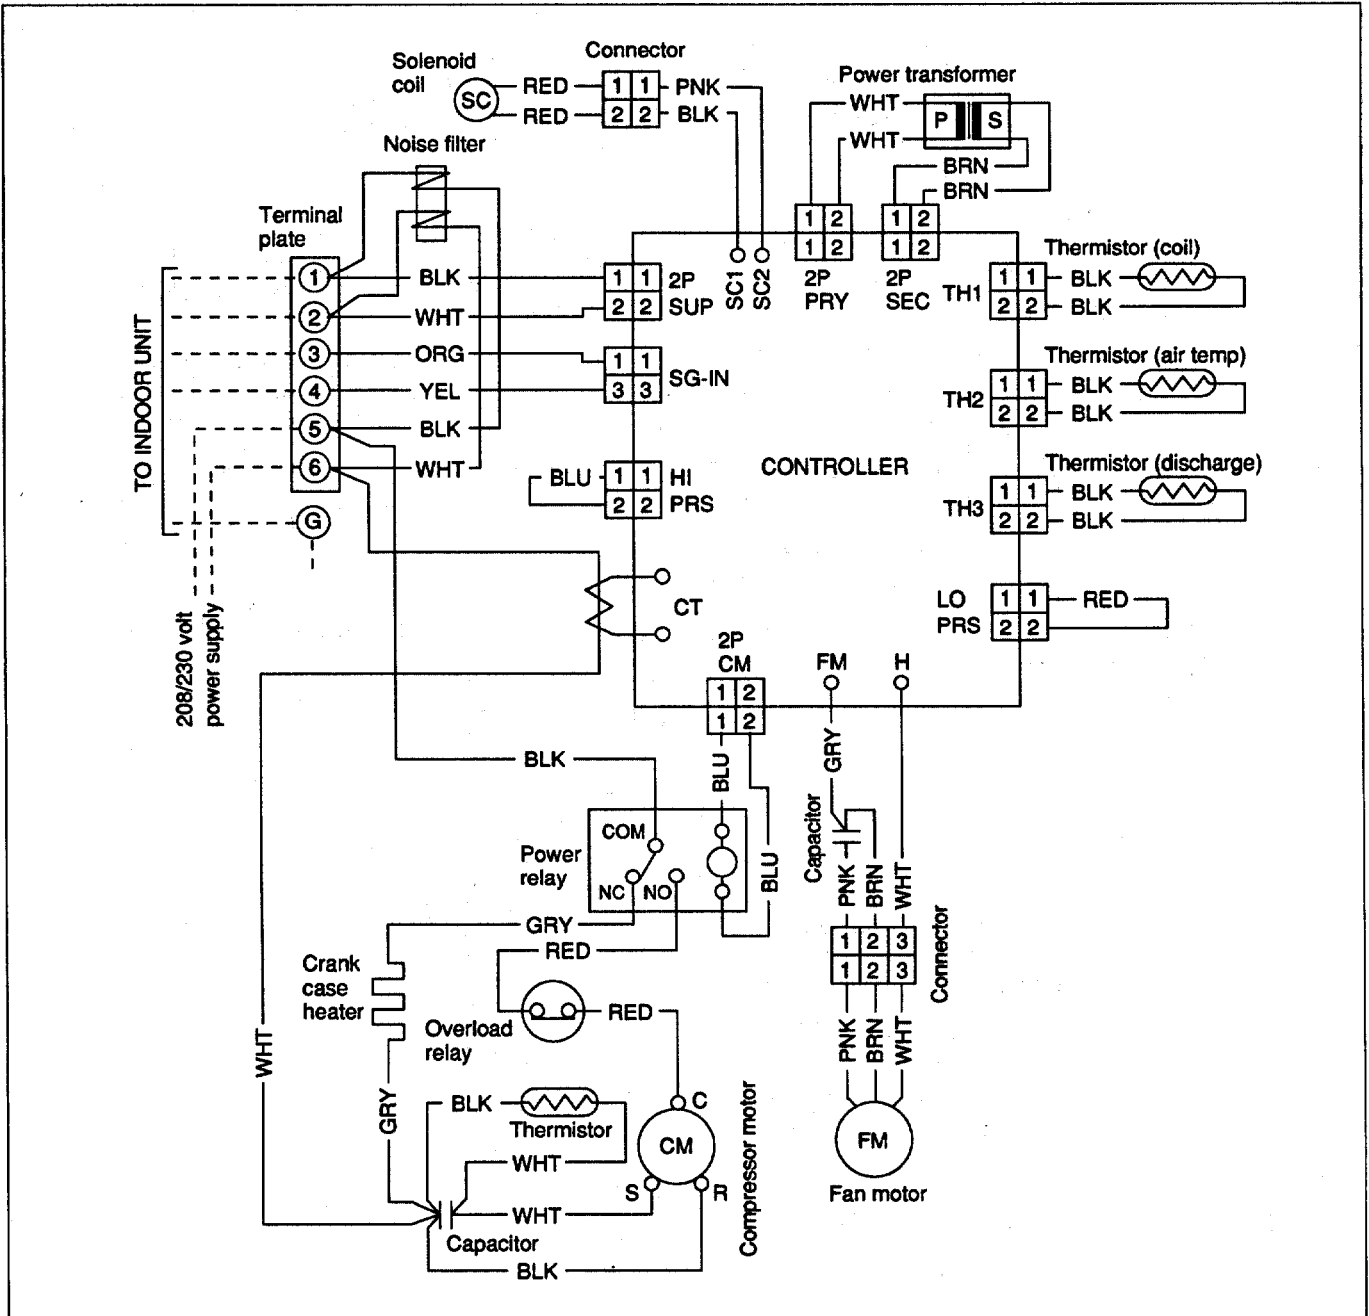 Connector
Solenoid
coil
SC
RED
1 1
PNK
RED
2 2
BLK
Power transformer
WHT
P S
WHT
BRN
BRN
Noise filter
Terminal
plate
1 2
1 2
1 2
1 2
SC1
SC2
2P
PRY
2P
SEC
1
BLK
1 1
2P
2
WHT
2 2
SUP
3
ORG
1 1
SG-IN
4
YEL
3 3
5
BLK
6
WHT
G
TO INDOOR UNIT
208/230 volt
power supply
BLU
1 1
HI
2 2
PRS
CONTROLLER
Thermistor (coil)
TH1
1 1
BLK
2 2
BLK
Thermistor (air temp)
TH2
1 1
BLK
2 2
BLK
Thermistor (discharge)
TH3
1 1
BLK
2 2
BLK
LO
PRS
1 1
RED
2 2
CT
2P
CM
1 2
1 2
FM
H
BLK
BLU
BLU
GRY
Capacitor
PNK
BRN
WHT
1 2 3
1 2 3
Connector
PNK
BRN
WHT
FM
Fan motor
COM
Power
relay
NC
NO
GRY
RED
Crank
case
heater
Overload
relay
RED
WHT
GRY
BLK
Thermistor
WHT
C
CM
S
R
Compressor motor
WHT
Capacitor
BLK